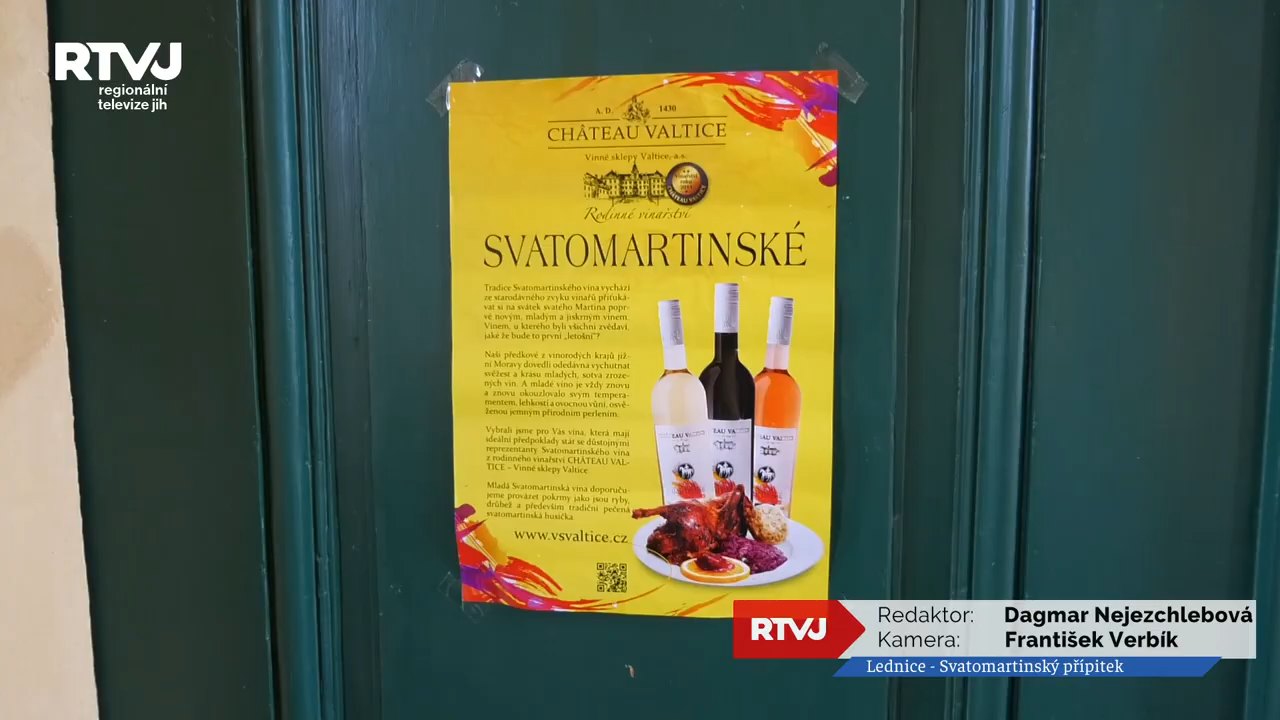 RTVJ
regionální
televize jih
A. D. 1430
CHÂTEAU VALTICE
Vinné sklepy Valtice, a.s.
Rodinné vinařství
SVATOMARTINSKÉ
Tradice Svatomartinského vína vychází
ze starodávného zvyku vinařů přiťuká-
vat si na svátek svatého Martina popr-
vé novým, mladým a jiskrným vínem.
Vínem, u kterého byli všichni zvědaví,
jaké že bude to první „letošní“?
Naši předkové z vinorodých krajů již-
ní Moravy dovedli odedávna vychutnat
svěžest a krásu mladých, sotva zroze-
ných vín. A mladé víno je vždy znovu
a znovu okouzlovalo svým tempera-
mentem, lehkostí a ovocnou vůní, osvě-
ženou jemným přírodním perlením.
Vybrali jsme pro Vás vína, která mají
ideální předpoklady stát se důstojnými
reprezentanty Svatomartinského vína
z rodinného vinařství CHÂTEAU VAL-
TICE – Vinné sklepy Valtice.
Mladá Svatomartinská vína doporuču-
jeme provázet pokrmy jako jsou ryby,
drůbež a především tradiční pečená
svatomartinská husička.
www.vsvaltice.cz
RTVJ
Redaktor: Dagmar Nejezchlebová
Kamera: František Verbík
Lednice - Svatomartinský přípitek